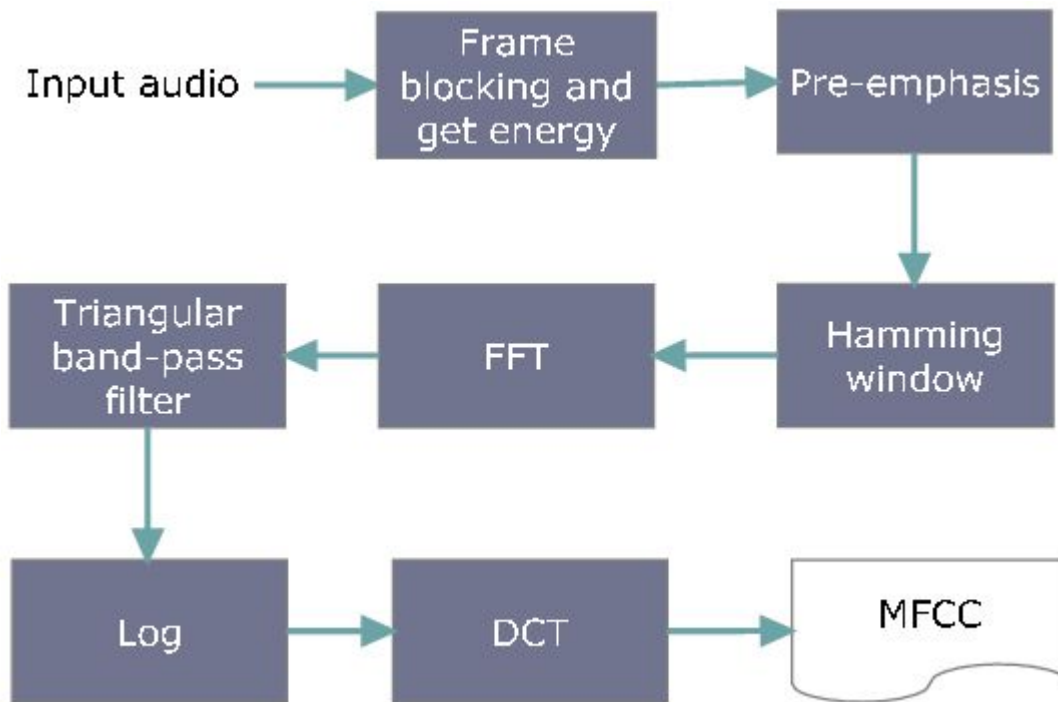 Input audio
Frame
blocking and
get energy
Pre-emphasis
Hamming
window
FFT
Triangular
band-pass
filter
Log
DCT
MFCC